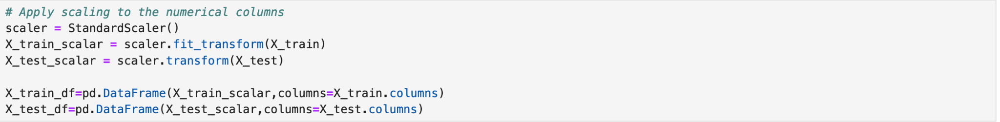 # Apply scaling to the numerical columns
scaler = StandardScaler()
X_train_scalar = scaler.fit_transform(X_train)
X_test_scalar = scaler.transform(X_test)
X_train_df=pd.DataFrame(X_train_scalar,columns=X_train.columns)
X_test_df=pd.DataFrame(X_test_scalar,columns=X_test.columns)